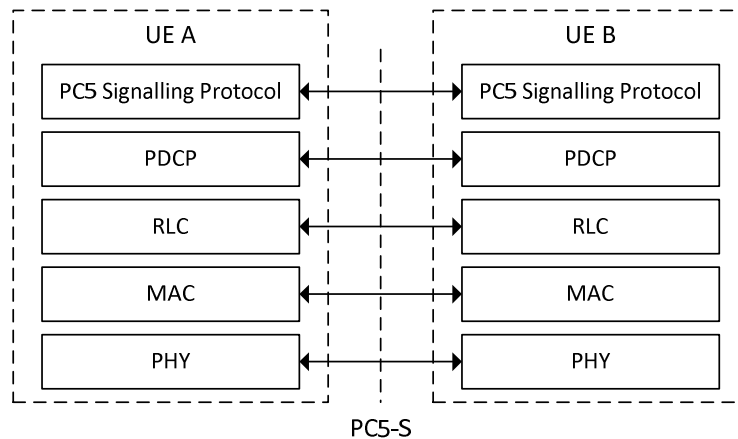 UE A
UE B
PC5 Signalling Protocol
PC5 Signalling Protocol
PDCP
PDCP
RLC
RLC
MAC
MAC
PHY
PHY
PC5-S